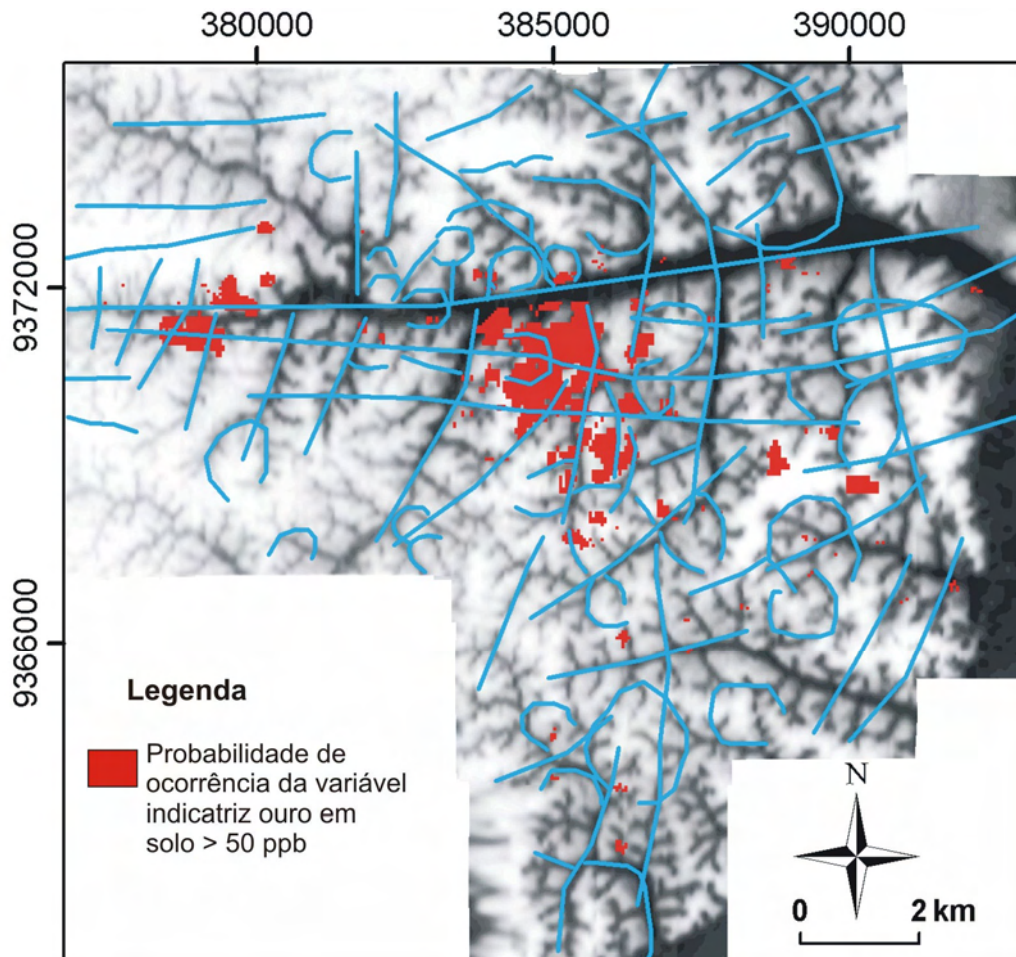 380000 385000 390000
9372000
9366000
Legenda
Probabilidade de
ocorrência da variável
indicatriz ouro em
solo > 50 ppb
N
0 2 km